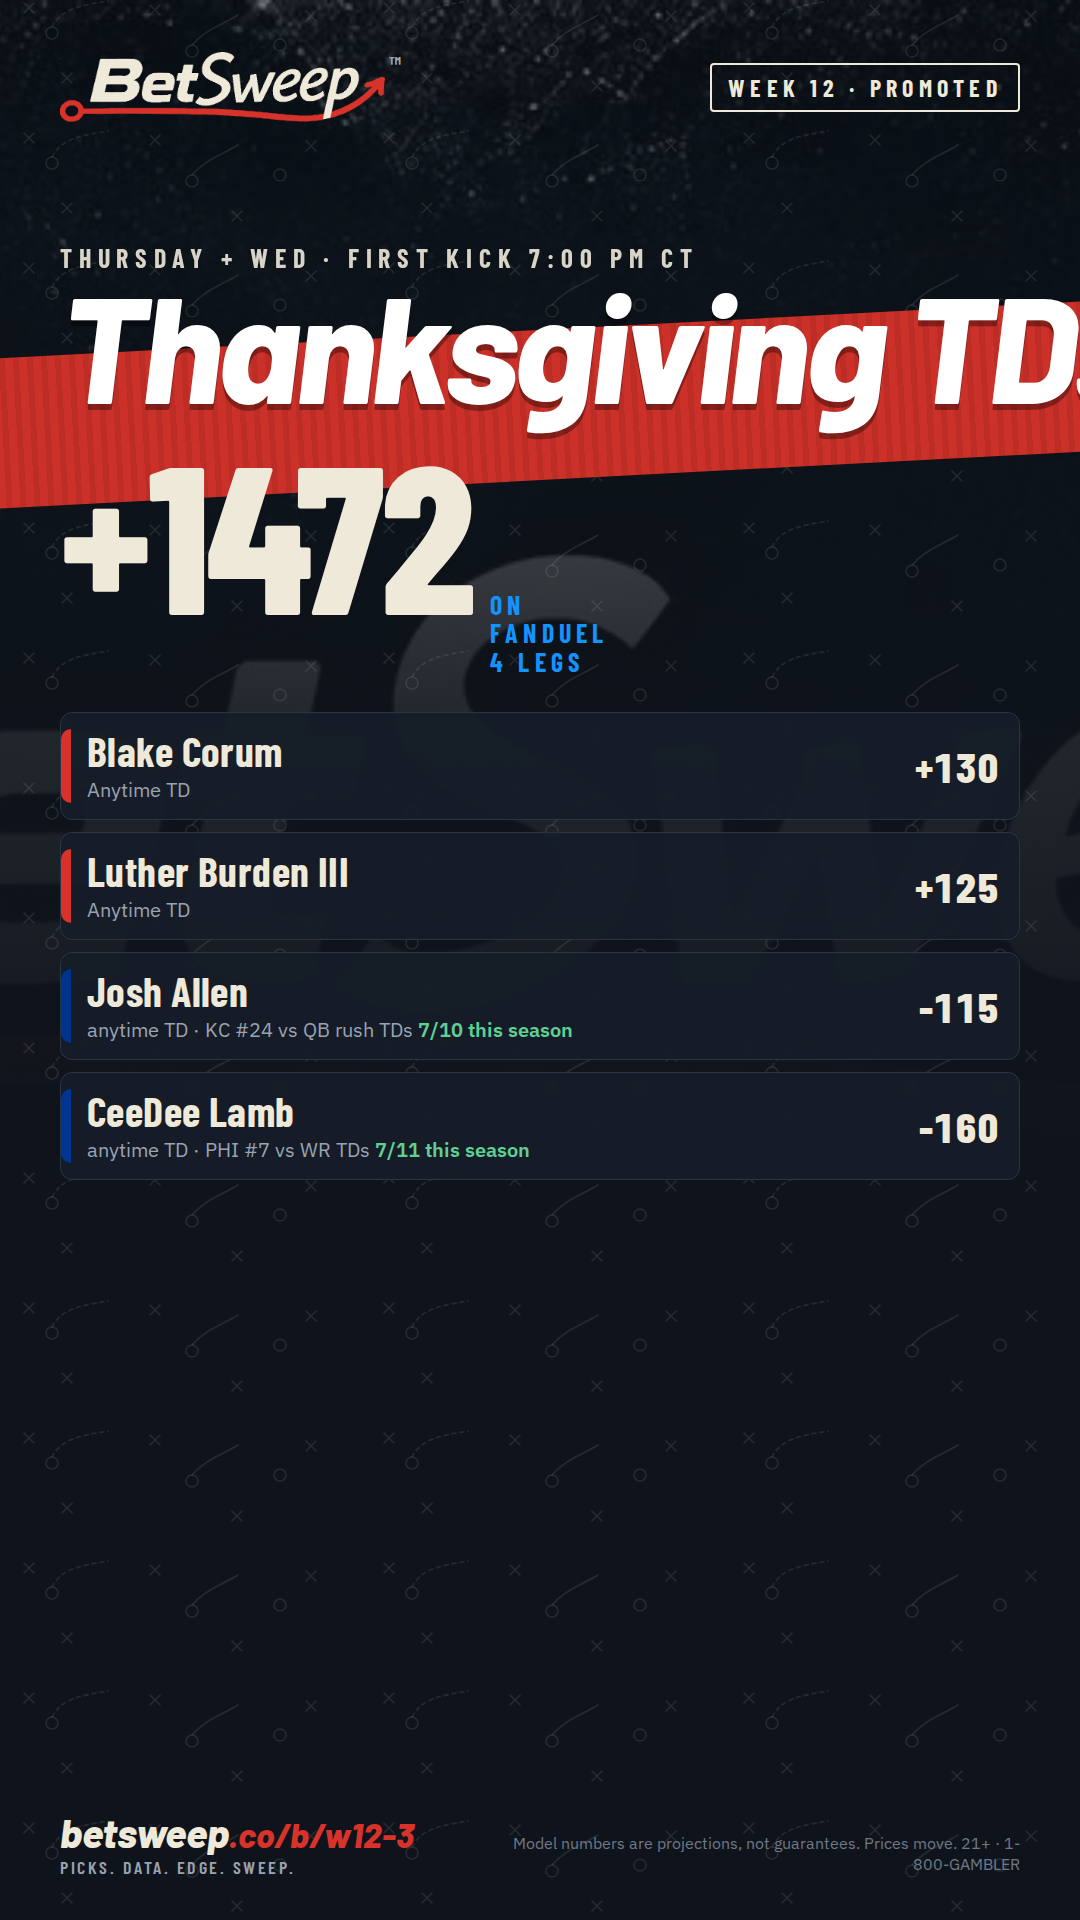 BetSweep™
WEEK 12 · PROMOTED
THURSDAY + WED · FIRST KICK 7:00 PM CT
Thanksgiving TDs
+1472
ON
FANDUEL
4 LEGS
Blake Corum
Anytime TD
+130
Luther Burden III
Anytime TD
+125
Josh Allen
anytime TD · KC #24 vs QB rush TDs 7/10 this season
-115
CeeDee Lamb
anytime TD · PHI #7 vs WR TDs 7/11 this season
-160
betsweep.co/b/w12-3
PICKS. DATA. EDGE. SWEEP.
Model numbers are projections, not guarantees. Prices move. 21+ · 1-
800-GAMBLER